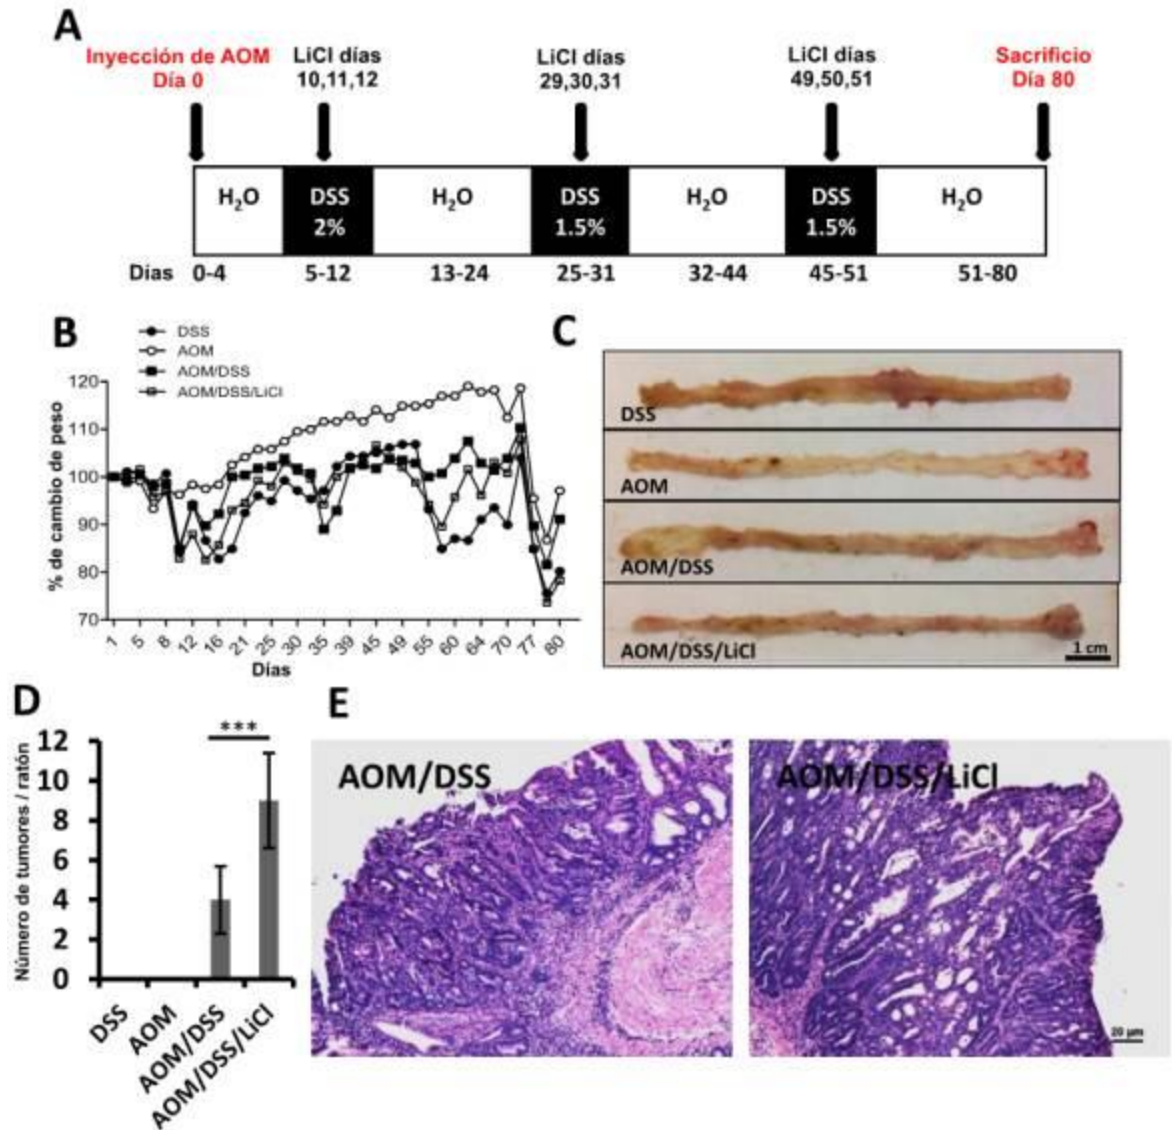 A
Inyección de AOM
Día 0
LiCl días
10,11,12
LiCl días
29,30,31
LiCl días
49,50,51
Sacrificio
Día 80
H2O
DSS
2%
H2O
DSS
1.5%
H2O
DSS
1.5%
H2O
Dias 0-4 5-12 13-24 25-31 32-44 45-51 51-80
B
DSS
AOM
AOM/DSS
AOM/DSS/LiCl
% de cambio de peso
120
110
100
90
80
70
1 5 8 12 16 21 25 30 35 39 45 49 55 60 64 70 77 80
Días
C
DSS
AOM
AOM/DSS
AOM/DSS/LiCl
1 cm
D
Número de tumores / ratón
12
10
8
6
4
2
0
***
DSS
AOM
AOM/DSS
AOM/DSS/LiCl
E
AOM/DSS
AOM/DSS/LiCl
20 µm